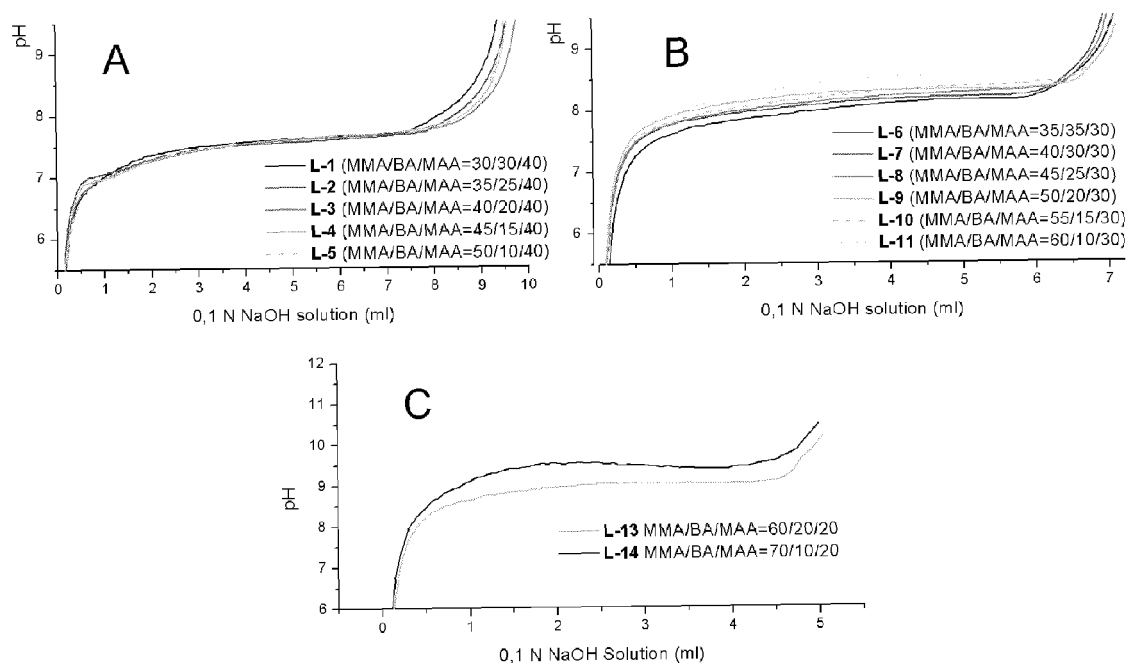 A
pH
9
8
7
6
0 1 2 3 4 5 6 7 8 9 10
0,1 N NaOH solution (ml)
L-1 (MMA/BA/MAA=30/30/40)
L-2 (MMA/BA/MAA=35/25/40)
L-3 (MMA/BA/MAA=40/20/40)
L-4 (MMA/BA/MAA=45/15/40)
L-5 (MMA/BA/MAA=50/10/40)
B
pH
9
8
7
6
0 1 2 3 4 5 6 7
0,1 N NaOH solution (ml)
L-6 (MMA/BA/MAA=35/35/30)
L-7 (MMA/BA/MAA=40/30/30)
L-8 (MMA/BA/MAA=45/25/30)
L-9 (MMA/BA/MAA=50/20/30)
L-10 (MMA/BA/MAA=55/15/30)
L-11 (MMA/BA/MAA=60/10/30)
C
pH
12
11
10
9
8
7
6
0 1 2 3 4 5
0,1 N NaOH Solution (ml)
L-13 MMA/BA/MAA=60/20/20
L-14 MMA/BA/MAA=70/10/20